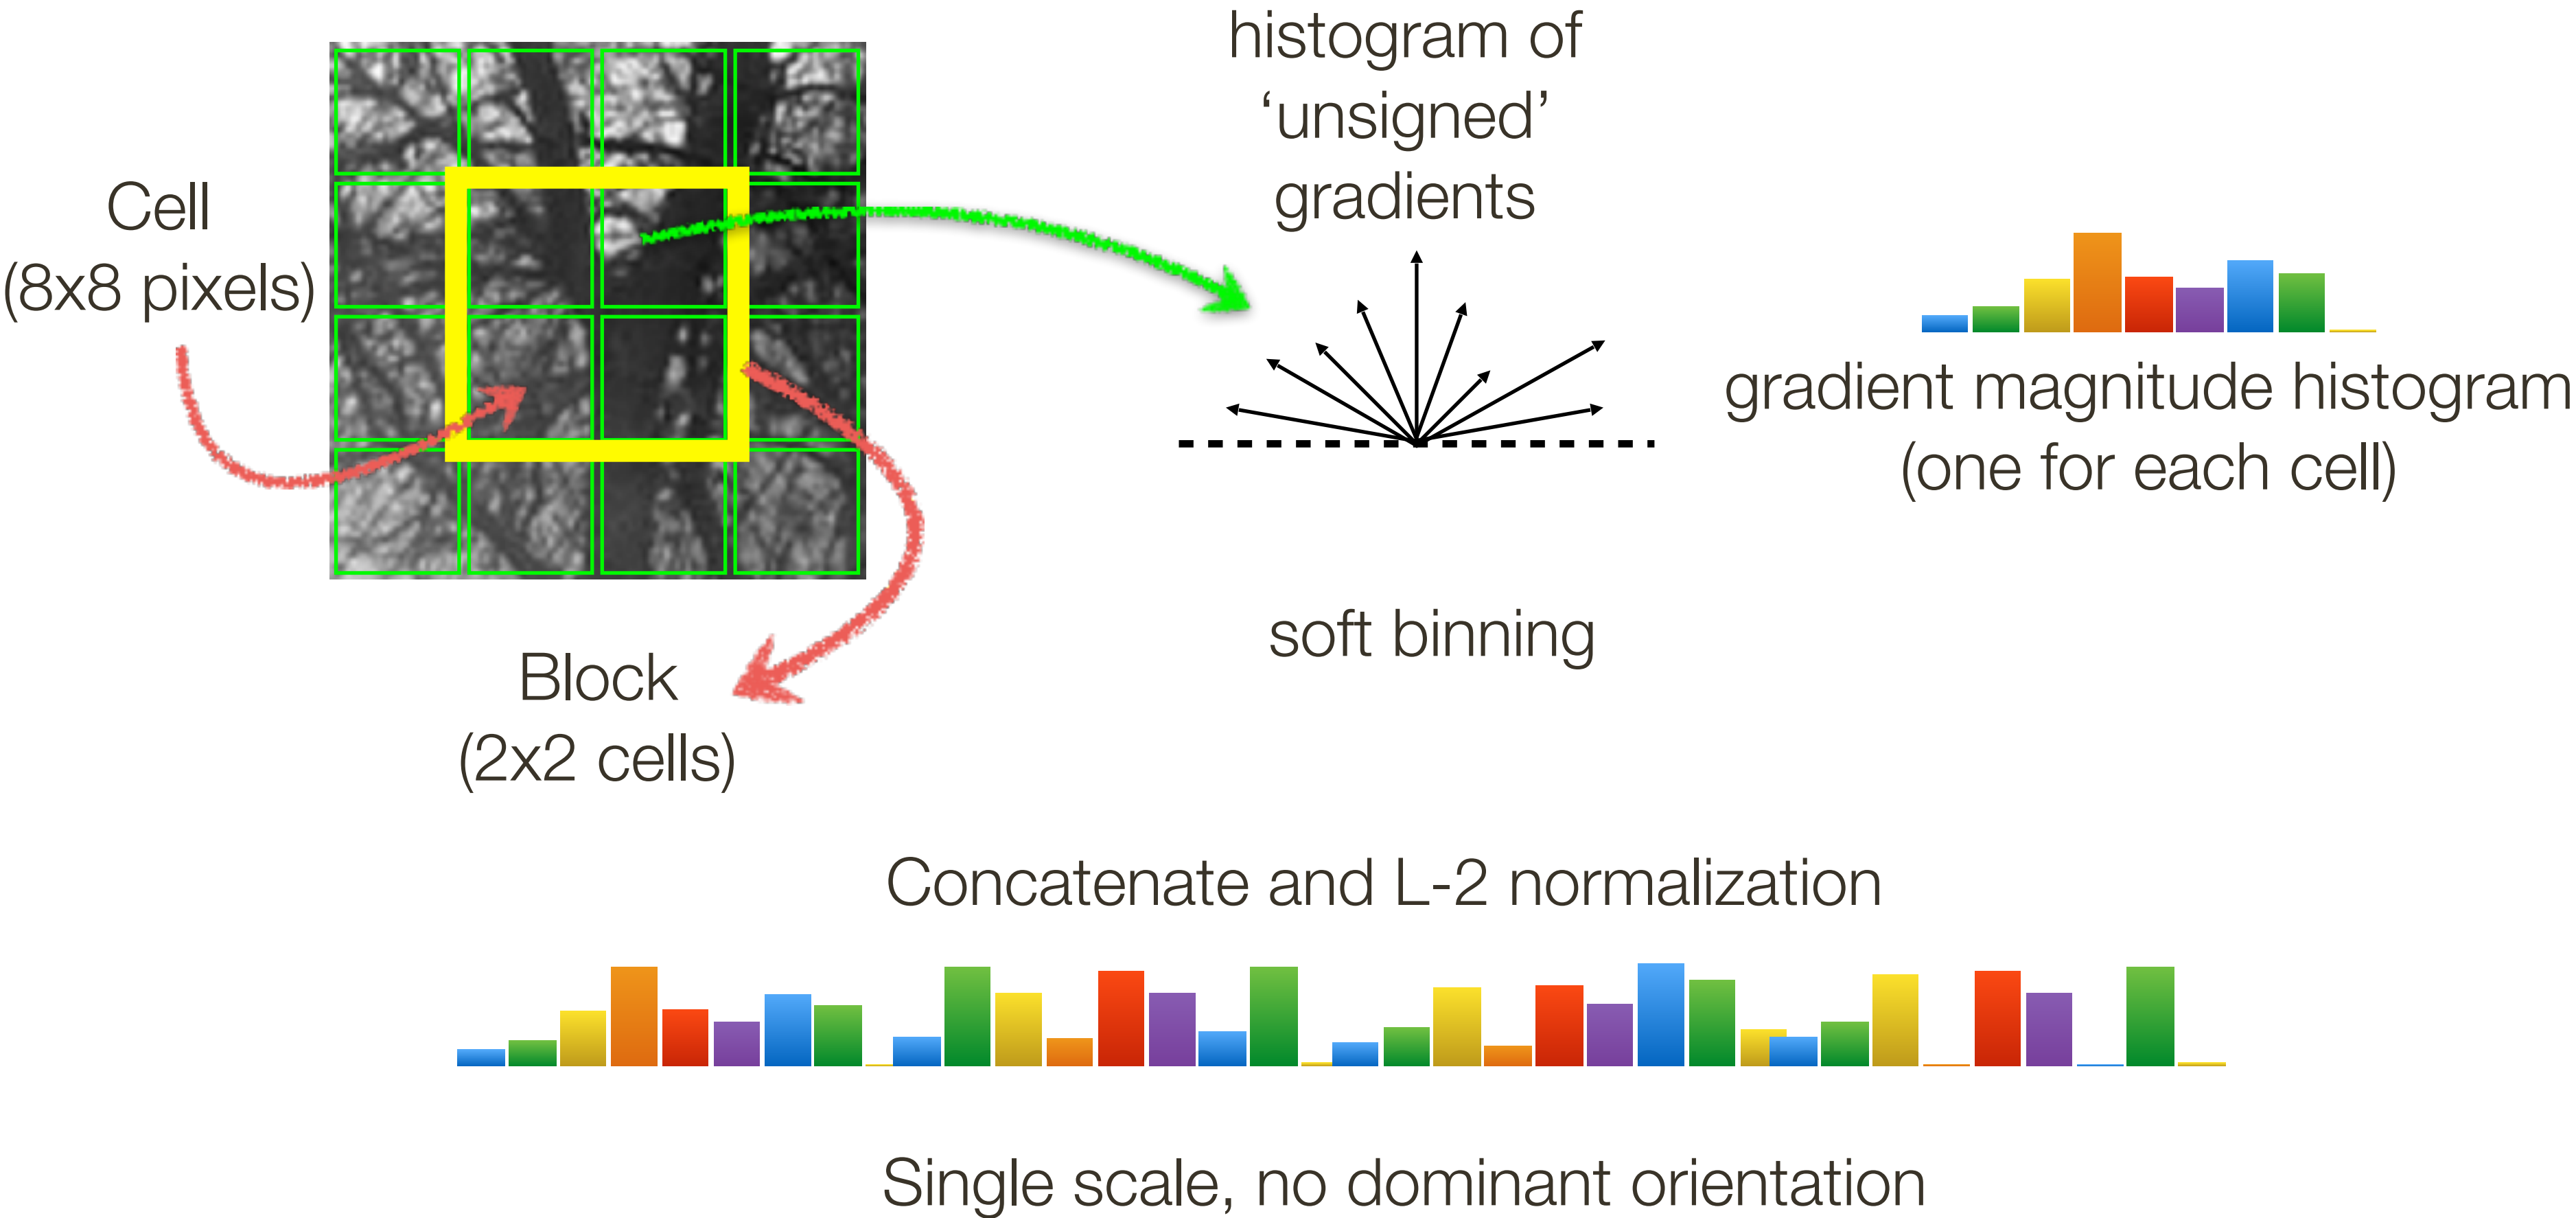 histogram of
‘unsigned’
gradients
Cell
(8x8 pixels)
gradient magnitude histogram
(one for each cell)
soft binning
Block
(2x2 cells)
Concatenate and L-2 normalization
Single scale, no dominant orientation